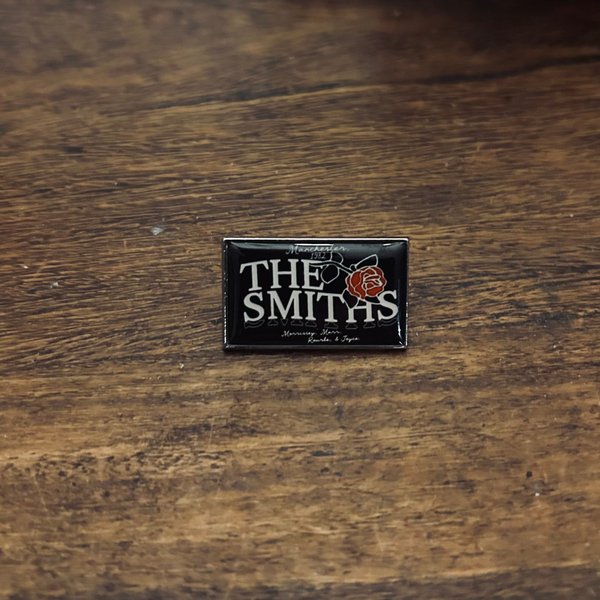 Manchester,
1982
THE
SMITHS
Morrissey, Marr,
Rourke, & Joyce